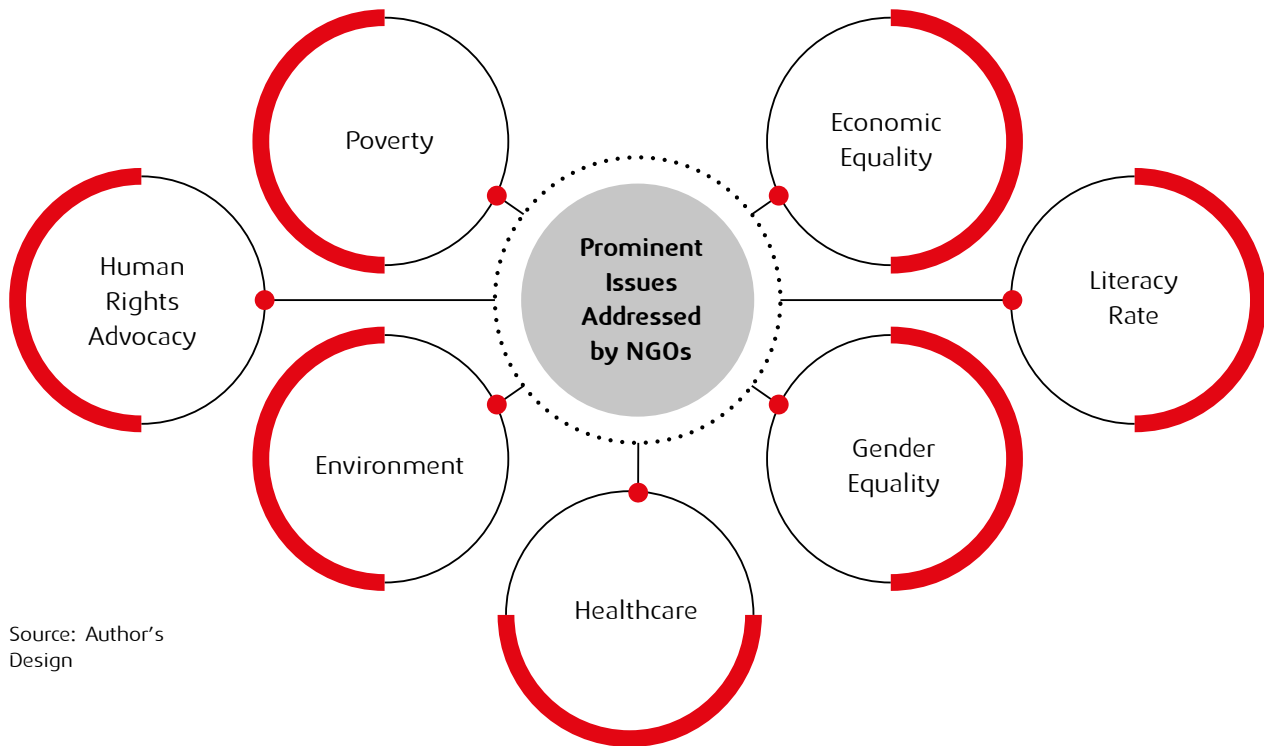 Poverty
Economic
Equality
Human
Rights
Advocacy
Prominent
Issues
Addressed
by NGOs
Literacy
Rate
Environment
Gender
Equality
Healthcare
Source: Author's
Design